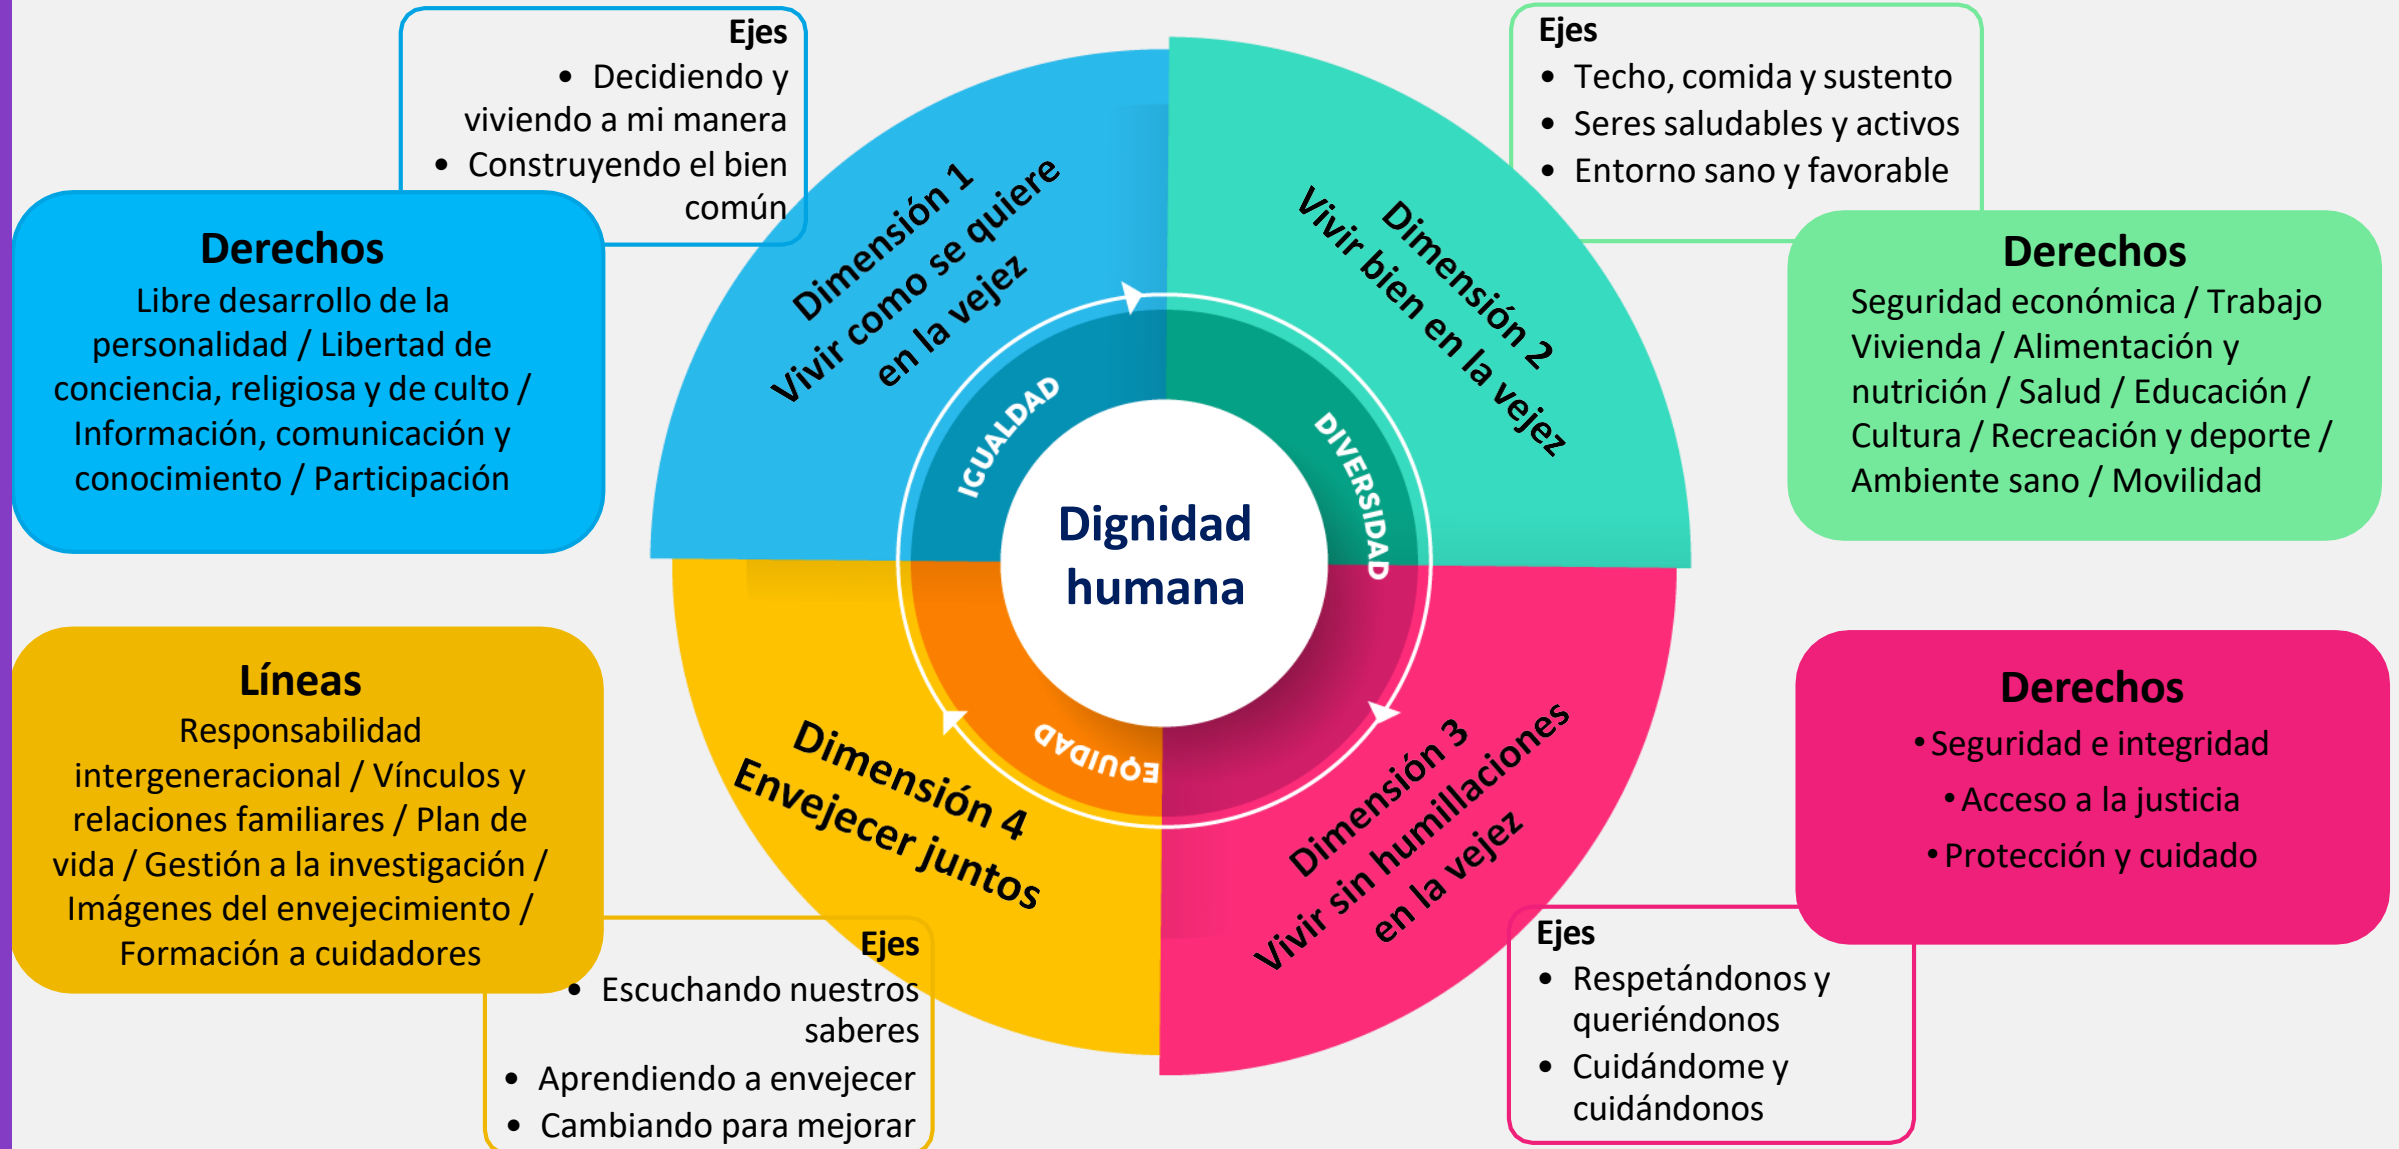 Ejes
• Decidiendo y
viviendo a mi manera
• Construyendo el bien
común
Derechos
Libre desarrollo de la
personalidad / Libertad de
conciencia, religiosa y de culto /
Información, comunicación y
conocimiento / Participación
Dimensión 1
Vivir como se quiere
en la vejez
IGUALDAD
Ejes
• Techo, comida y sustento
• Seres saludables y activos
• Entorno sano y favorable
Derechos
Seguridad económica / Trabajo
Vivienda / Alimentación y
nutrición / Salud / Educación /
Cultura / Recreación y deporte /
Ambiente sano / Movilidad
Dimensión 2
Vivir bien en la vejez
DIVERSIDAD
Dignidad
humana
Líneas
Responsabilidad
intergeneracional / Vínculos y
relaciones familiares / Plan de
vida / Gestión a la investigación /
Imágenes del envejecimiento /
Formación a cuidadores
Ejes
• Escuchando nuestros
saberes
• Aprendiendo a envejecer
• Cambiando para mejorar
Dimensión 4
Envejecer juntos
EQUIDAD
Dimensión 3
Vivir sin humillaciones
en la vejez
Derechos
• Seguridad e integridad
• Acceso a la justicia
• Protección y cuidado
Ejes
• Respetándonos y
queriéndonos
• Cuidándome y
cuidándonos